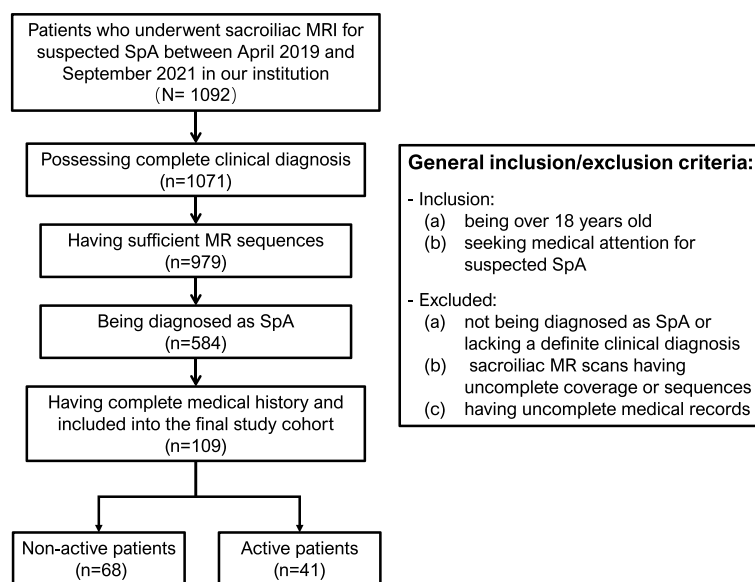 Patients who underwent sacroiliac MRI for
suspected SpA between April 2019 and
September 2021 in our institution
(N= 1092)
Possessing complete clinical diagnosis
(n=1071)
Having sufficient MR sequences
(n=979)
Being diagnosed as SpA
(n=584)
Having complete medical history and
included into the final study cohort
(n=109)
Non-active patients
(n=68)
Active patients
(n=41)
General inclusion/exclusion criteria:
- Inclusion:
(a) being over 18 years old
(b) seeking medical attention for
suspected SpA
- Excluded:
(a) not being diagnosed as SpA or
lacking a definite clinical diagnosis
(b) sacroiliac MR scans having
uncomplete coverage or sequences
(c) having uncomplete medical records